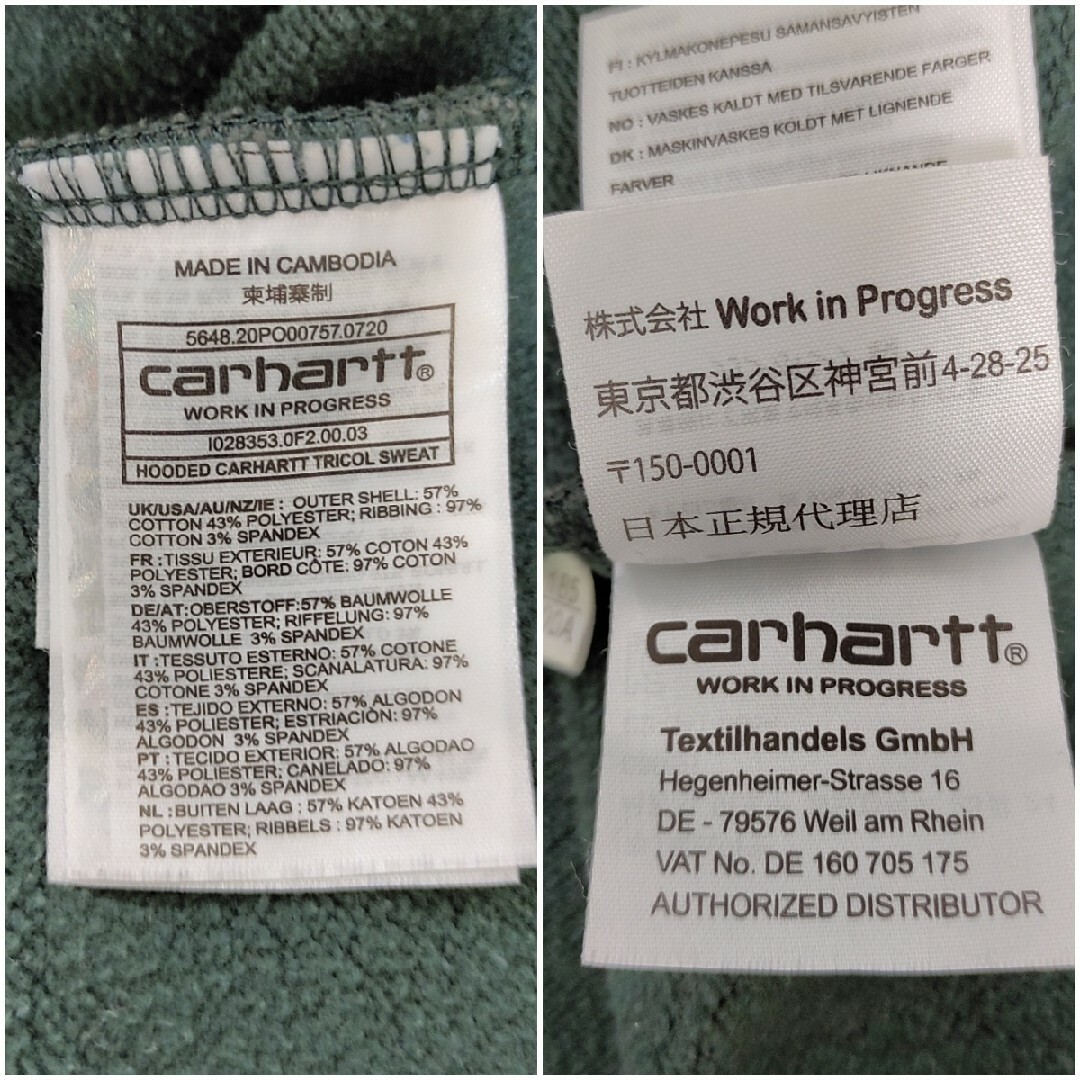 MADE IN CAMBODIA
柬埔寨制
5648.20PO00757.0720
carhartt®
WORK IN PROGRESS
I028353.0F2.00.03
HOODED CARHARTT TRICOL SWEAT
UK/USA/AU/NZ/IE : OUTER SHELL: 57%
COTTON 43% POLYESTER; RIBBING : 97%
COTTON 3% SPANDEX
FR :TISSU EXTERIEUR: 57% COTON 43%
POLYESTER; BORD CÔTE: 97% COTON
3% SPANDEX
DE/AT:OBERSTOFF:57% BAUMWOLLE
43% POLYESTER; RIFFELUNG: 97%
BAUMWOLLE 3% SPANDEX
IT :TESSUTO ESTERNO: 57% COTONE
43% POLIESTERE; SCANALATURA: 97%
COTONE 3% SPANDEX
ES :TEJIDO EXTERNO: 57% ALGODON
43% POLIESTER; ESTRIACIÓN: 97%
ALGODON 3% SPANDEX
PT :TECIDO EXTERIOR: 57% ALGODAO
43% POLIESTER; CANELADO: 97%
ALGODAO 3% SPANDEX
NL :BUITEN LAAG : 57% KATOEN 43%
POLYESTER; RIBBELS : 97% KATOEN
3% SPANDEX
FI : KYLMAKONEPESU SAMANSAVYISTEN
TUOTTEIDEN KANSSA
NO : VASKES KALDT MED TILSVARENDE FARGER
DK : MASKINVASKES KOLDT MET LIGNENDE
FARVER
株式会社 Work in Progress
東京都渋谷区神宮前4-28-25
〒150-0001
日本正規代理店
carhartt®
WORK IN PROGRESS
Textilhandels GmbH
Hegenheimer-Strasse 16
DE - 79576 Weil am Rhein
VAT No. DE 160 705 175
AUTHORIZED DISTRIBUTOR